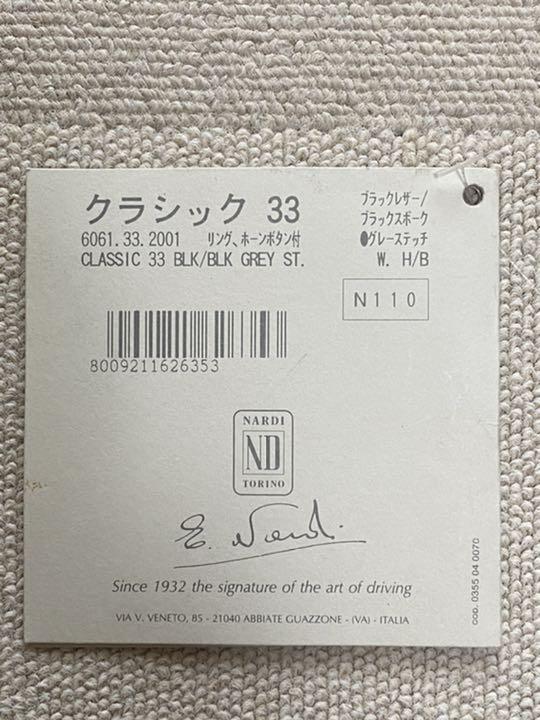 クラシック 33
6061.33.2001 リング、ホーンボタン付
CLASSIC 33 BLK/BLK GREY ST.
ブラックレザー/
ブラックスポーク
●グレーステッチ
W. H/B
N110
8009211626353
NARDI
ND
TORINO
E. Nardi
Since 1932 the signature of the art of driving
VIA V. VENETO, 85 - 21040 ABBIATE GUAZZONE - (VA) - ITALIA
COD. 0355 04 0070